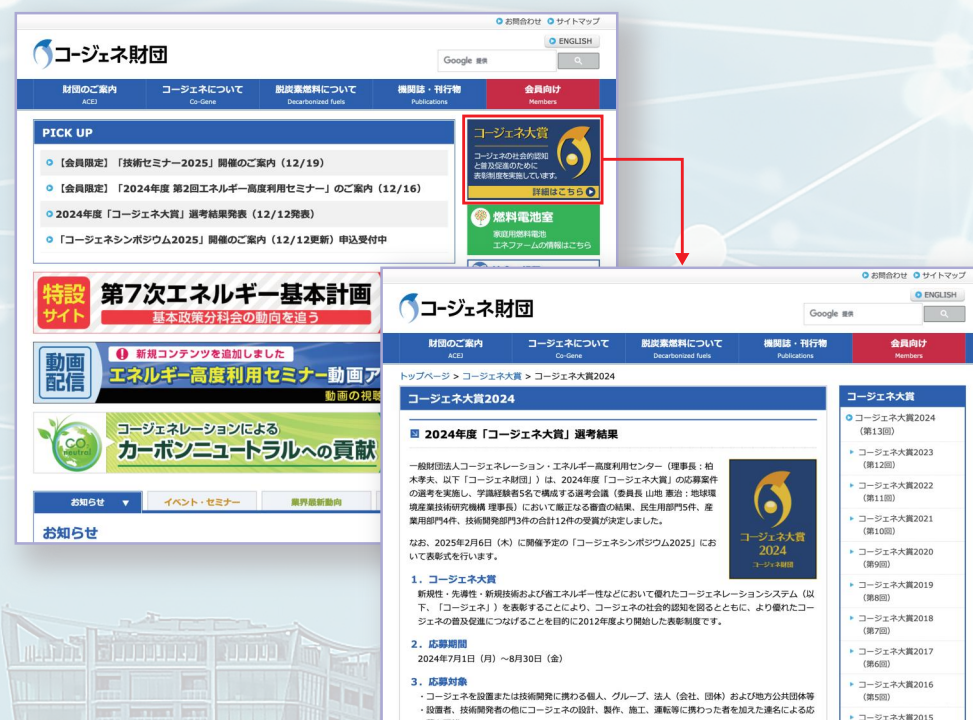 お問合わせ サイトマップ
ENGLISH
コージェネ財団
Google 提供
財団のご案内 コージェネについて 脱炭素燃料について 機関誌・刊行物 会員向け
ACEJ Co-Gene Decarbonized fuels Publications Members
PICK UP
【会員限定】「技術セミナー2025」開催のご案内（12/19）
【会員限定】「2024年度 第2回エネルギー高度利用セミナー」のご案内（12/16）
2024年度「コージェネ大賞」選考結果発表（12/12発表）
「コージェネシンポジウム2025」開催のご案内（12/12更新）申込受付中
コージェネ大賞
コージェネの社会的認知
と普及促進のために
表彰制度を実施しています。
詳細はこちら
燃料電池室
家庭用燃料電池
エネファームの情報はこちら
特設
サイト
第7次エネルギー基本計画
基本政策分科会の動向を追う
動画
配信
新規コンテンツを追加しました
エネルギー高度利用セミナー動画ア
動画の視聴
CO
neutral
コージェネレーションによる
カーボンニュートラルへの貢献
お知らせ ▼ イベント・セミナー 業界最新動向
お知らせ
お問合わせ サイトマップ
ENGLISH
コージェネ財団
Google 提供
財団のご案内 コージェネについて 脱炭素燃料について 機関誌・刊行物 会員向け
ACEJ Co-Gene Decarbonized fuels Publications Members
トップページ > コージェネ大賞 > コージェネ大賞2024
コージェネ大賞2024
2024年度「コージェネ大賞」選考結果
一般財団法人コージェネレーション・エネルギー高度利用センター（理事長：柏
木孝夫、以下「コージェネ財団」）は、2024年度「コージェネ大賞」の応募案件
の選考を実施し、学識経験者5名で構成する選考会議（委員長 山地 憲治：地球環
境産業技術研究機構 理事長）において厳正なる審査の結果、民生用部門5件、産
業用部門4件、技術開発部門3件の合計12件の受賞が決定しました。
なお、2025年2月6日（木）に開催予定の「コージェネシンポジウム2025」にお
いて表彰式を行います。
コージェネ大賞
2024
コージェネ財団
1．コージェネ大賞
新規性・先導性・新規技術および省エネルギー性などにおいて優れたコージェネレーションシステム（以
下、「コージェネ」）を表彰することにより、コージェネの社会的認知を図るとともに、より優れたコー
ジェネの普及促進につなげることを目的に2012年度より開始した表彰制度です。
2．応募期間
2024年7月1日（月）～8月30日（金）
3．応募対象
・コージェネを設置または技術開発に携わる個人、グループ、法人（会社、団体）および地方公共団体等
・設置者、技術開発者の他にコージェネの設計、製作、施工、運転等に携わった者を加えた連名による応
コージェネ大賞
コージェネ大賞2024
（第13回）
コージェネ大賞2023
（第12回）
コージェネ大賞2022
（第11回）
コージェネ大賞2021
（第10回）
コージェネ大賞2020
（第9回）
コージェネ大賞2019
（第8回）
コージェネ大賞2018
（第7回）
コージェネ大賞2017
（第6回）
コージェネ大賞2016
（第5回）
コージェネ大賞2015